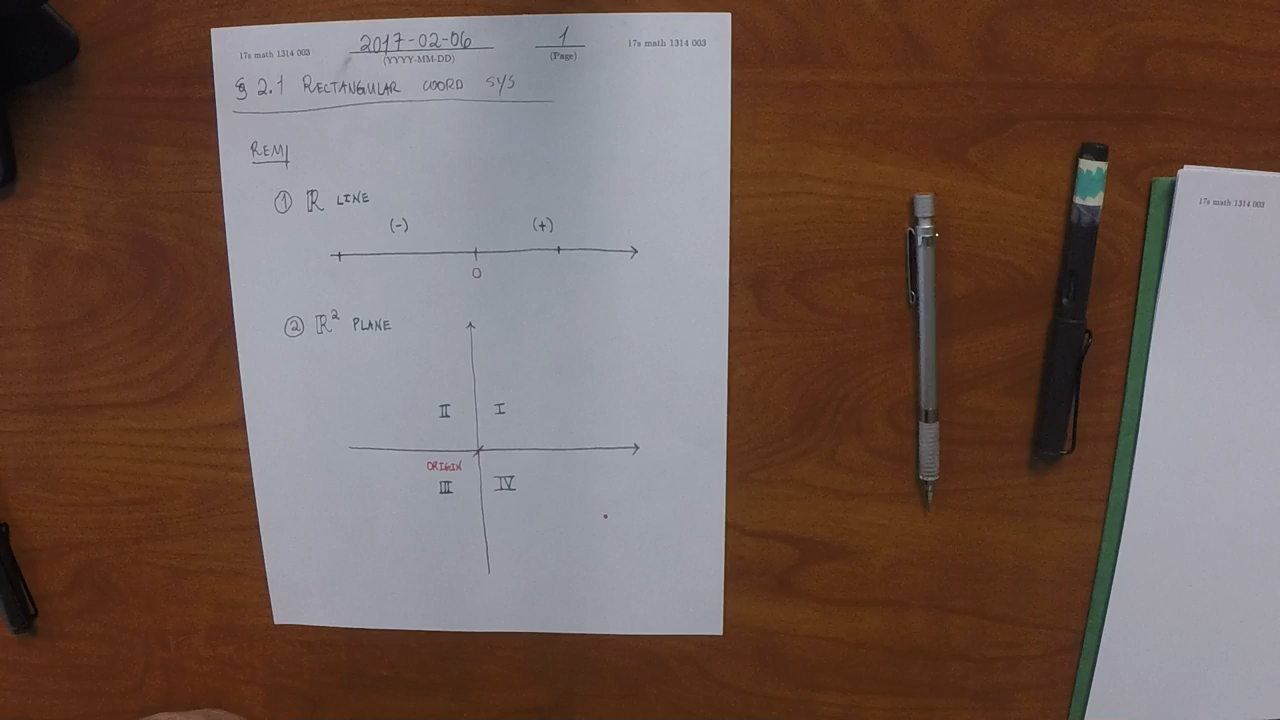 17s math 1314 003 2017-02-06 1 17s math 1314 003
(YYYY-MM-DD) (Page)
§ 2.1 RECTANGULAR COORD SYS
REM
① ℝ LINE
(-) (+)
0
② ℝ² PLANE
II I
ORIGIN
III IV
17s math 1314 003